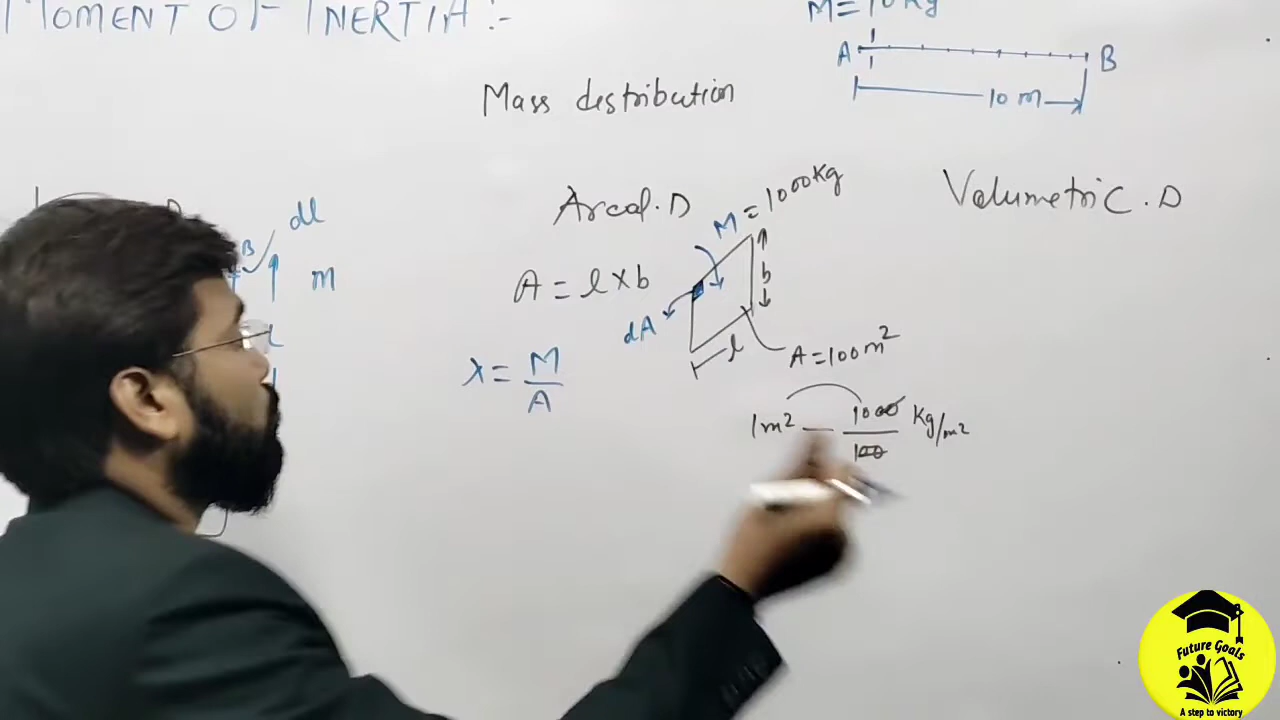 MOMENT OF INERTIA :-
M = 10 Kg
A B
10 m
Mass destribution
Areal . D
Volumetric . D
M = 1000 Kg
dl
B
m
A = l x b
b
dA
l
A = 100 m²
λ = M/A
1m² — 1000/100 Kg/m²
Future Goals
A step to victory